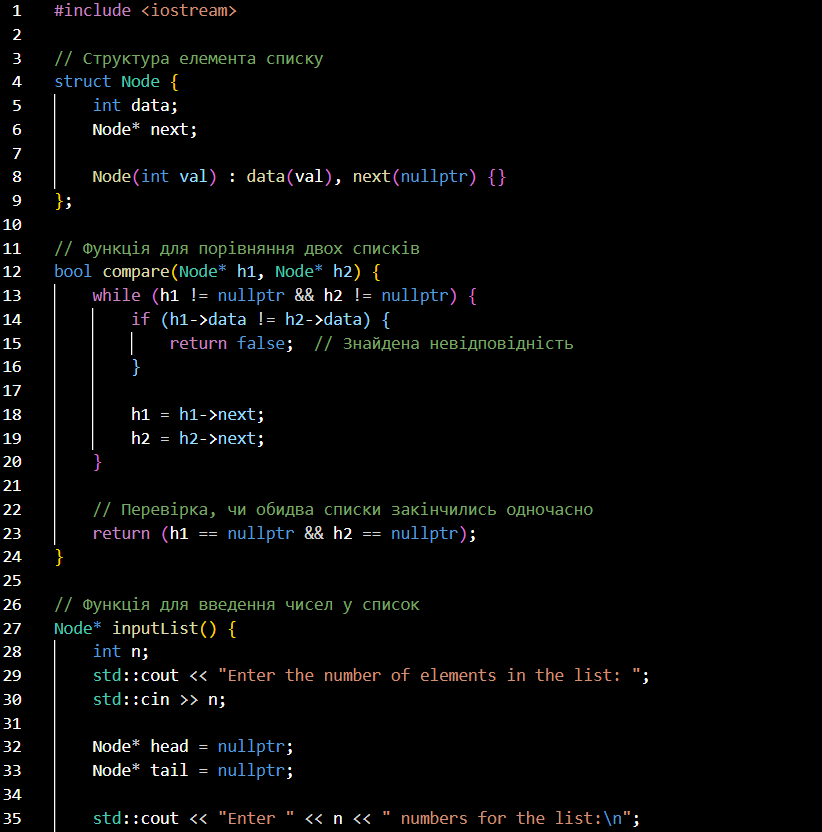 1 #include <iostream>
2
3 // Структура елемента списку
4 struct Node {
5     int data;
6     Node* next;
7
8     Node(int val) : data(val), next(nullptr) {}
9 };
10
11 // Функція для порівняння двох списків
12 bool compare(Node* h1, Node* h2) {
13     while (h1 != nullptr && h2 != nullptr) {
14         if (h1->data != h2->data) {
15             return false;  // Знайдена невідповідність
16         }
17
18         h1 = h1->next;
19         h2 = h2->next;
20     }
21
22     // Перевірка, чи обидва списки закінчились одночасно
23     return (h1 == nullptr && h2 == nullptr);
24 }
25
26 // Функція для введення чисел у список
27 Node* inputList() {
28     int n;
29     std::cout << "Enter the number of elements in the list: ";
30     std::cin >> n;
31
32     Node* head = nullptr;
33     Node* tail = nullptr;
34
35     std::cout << "Enter " << n << " numbers for the list:\n";